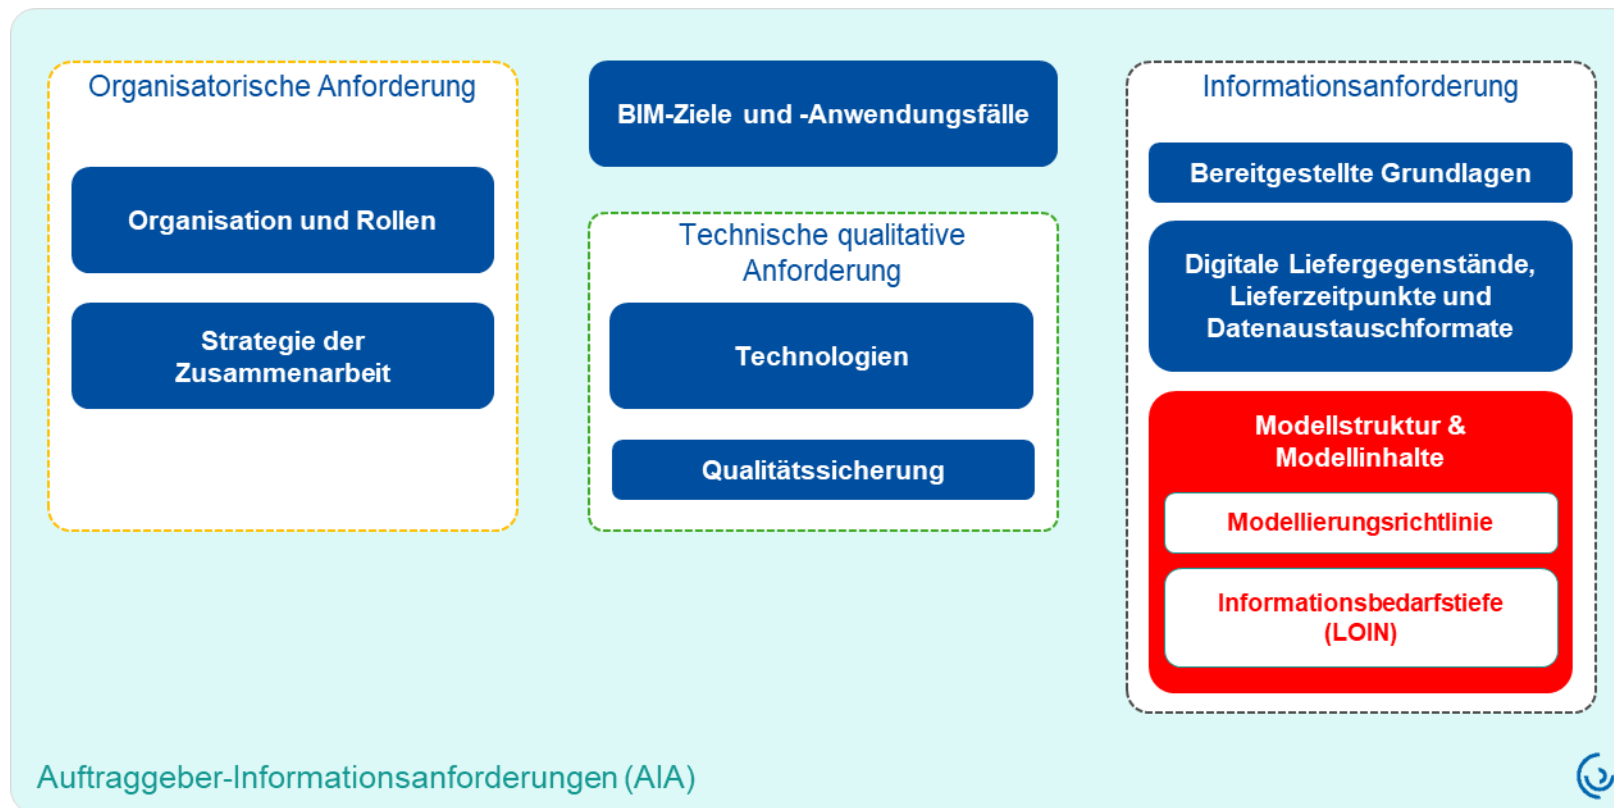 Organisatorische Anforderung
Organisation und Rollen
Strategie der
Zusammenarbeit
BIM-Ziele und -Anwendungsfälle
Technische qualitative
Anforderung
Technologien
Qualitätssicherung
Informationsanforderung
Bereitgestellte Grundlagen
Digitale Liefergegenstände,
Lieferzeitpunkte und
Datenaustauschformate
Modellstruktur &
Modellinhalte
Modellierungsrichtlinie
Informationsbedarfstiefe
(LOIN)
Auftraggeber-Informationsanforderungen (AIA)